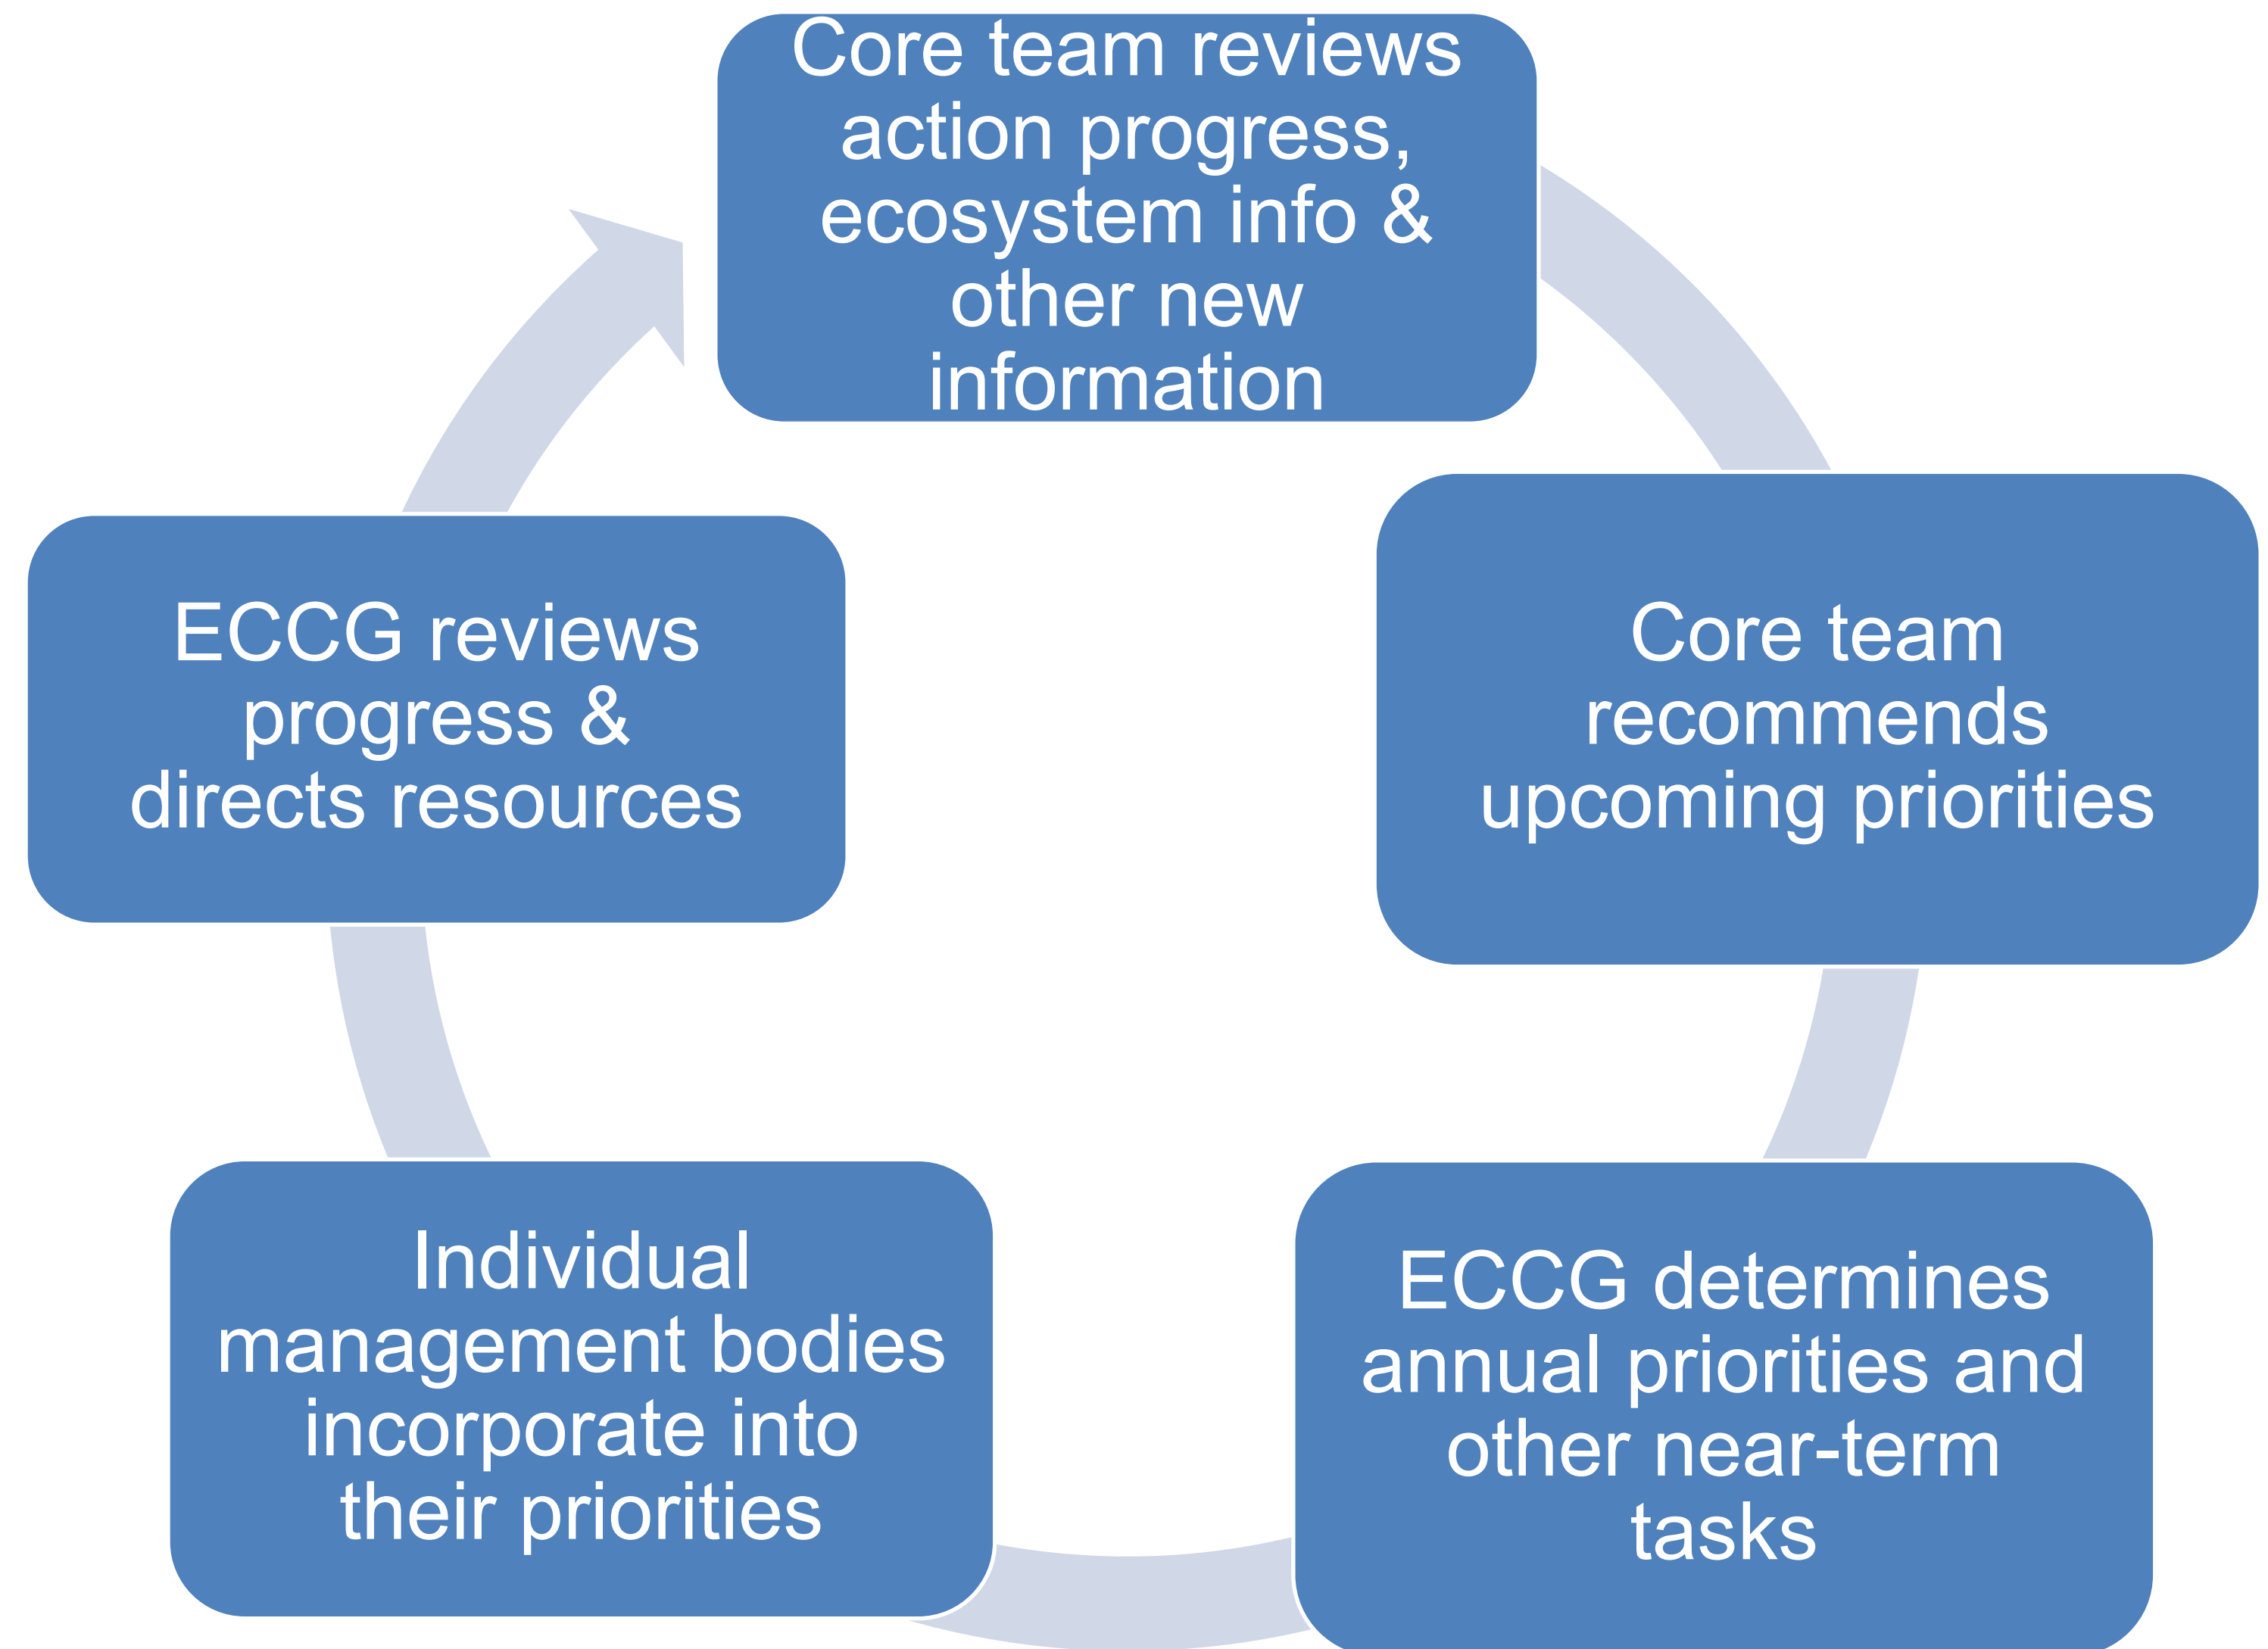 Core team reviews
action progress,
ecosystem info &
other new
information
Core team
recommends
upcoming priorities
ECCG determines
annual priorities and
other near-term
tasks
Individual
management bodies
incorporate into
their priorities
ECCG reviews
progress &
directs resources